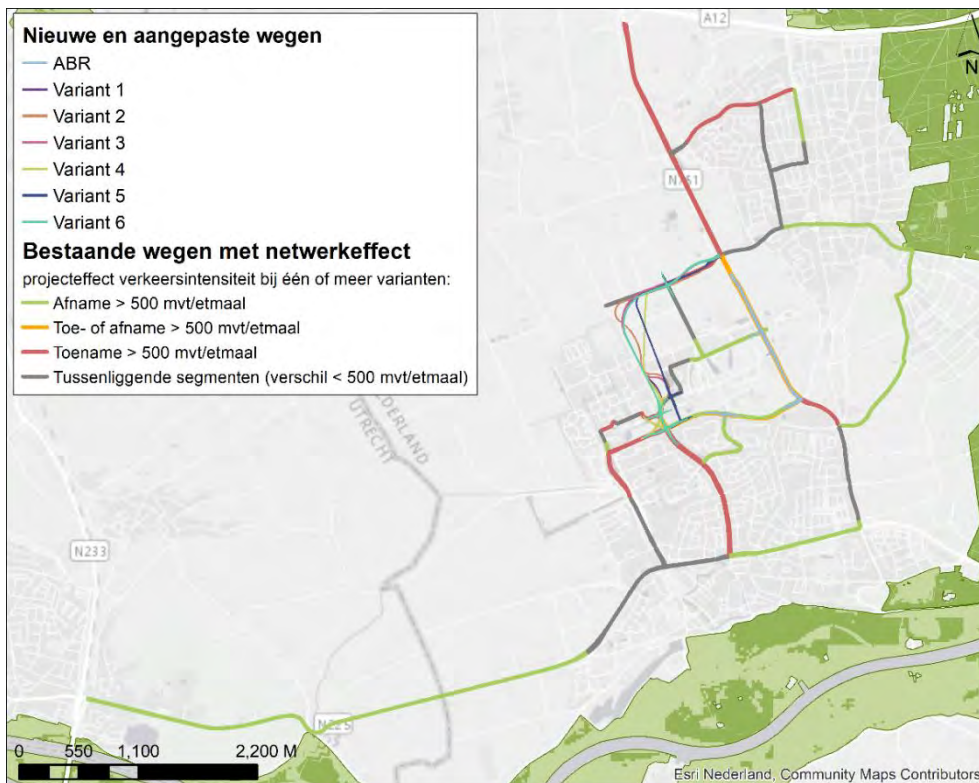 Nieuwe en aangepaste wegen
ABR
Variant 1
Variant 2
Variant 3
Variant 4
Variant 5
Variant 6
Bestaande wegen met netwerkeffect
projecteffect verkeersintensiteit bij één of meer varianten:
Afname > 500 mvt/etmaal
Toe- of afname > 500 mvt/etmaal
Toename > 500 mvt/etmaal
Tussenliggende segmenten (verschil < 500 mvt/etmaal)
A12
N
UTRECHT
N233
0 550 1,100 2,200 M
Esri Nederland, Community Maps Contributors